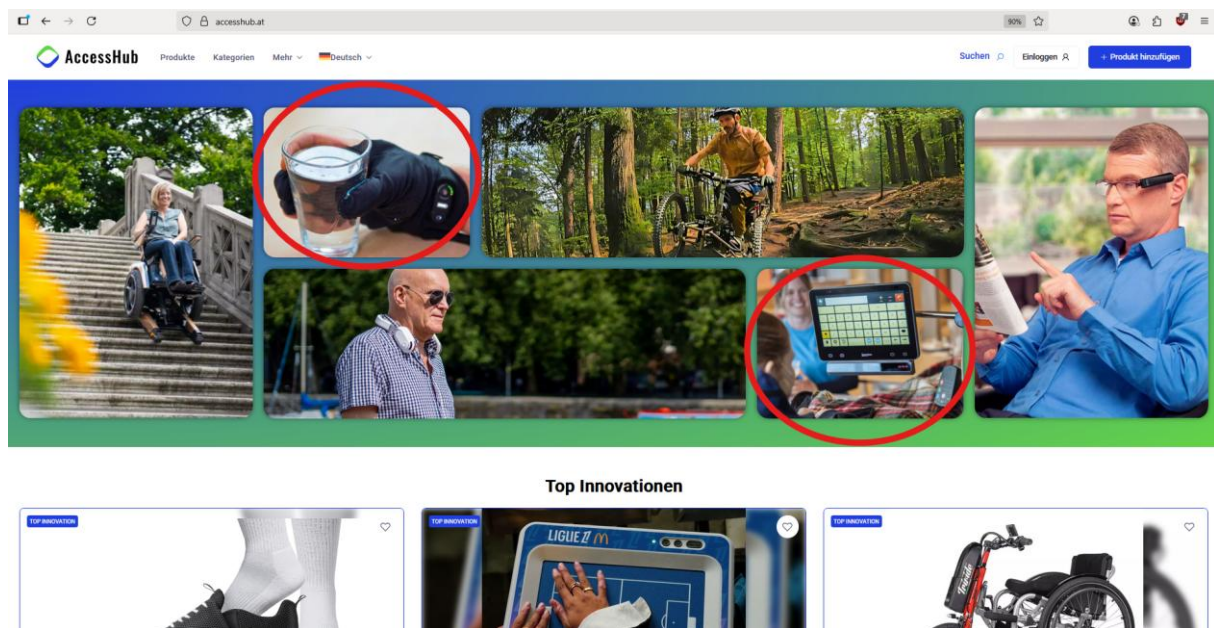 accesshub.at
90%
AccessHub
Produkte Kategorien Mehr Deutsch
Suchen Einloggen + Produkt hinzufügen
Top Innovationen
TOP INNOVATION
TOP INNOVATION
TOP INNOVATION
LIGUE 1